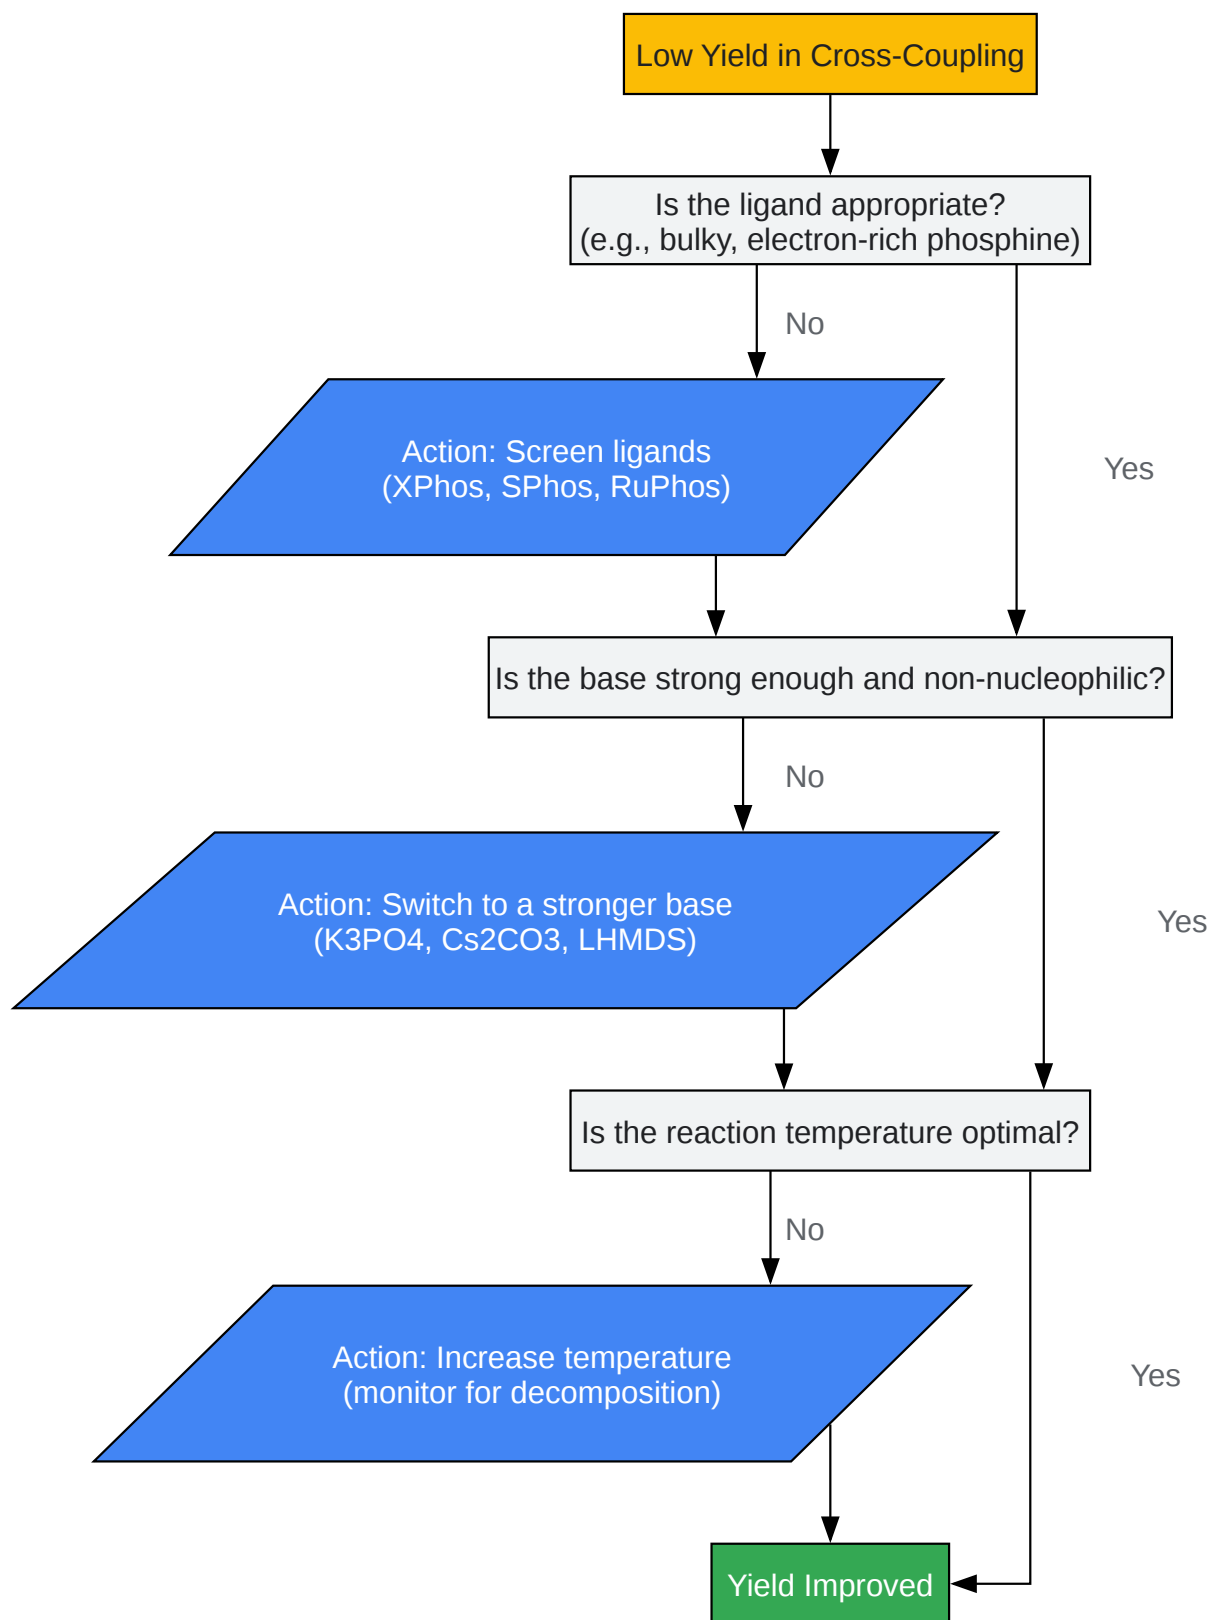 Low Yield in Cross-Coupling
Is the ligand appropriate?
(e.g., bulky, electron-rich phosphine)
No
Action: Screen ligands
(XPhos, SPhos, RuPhos)
Yes
Is the base strong enough and non-nucleophilic?
No
Action: Switch to a stronger base
(K3PO4, Cs2CO3, LHMDS)
Yes
Is the reaction temperature optimal?
No
Action: Increase temperature
(monitor for decomposition)
Yes
Yield Improved